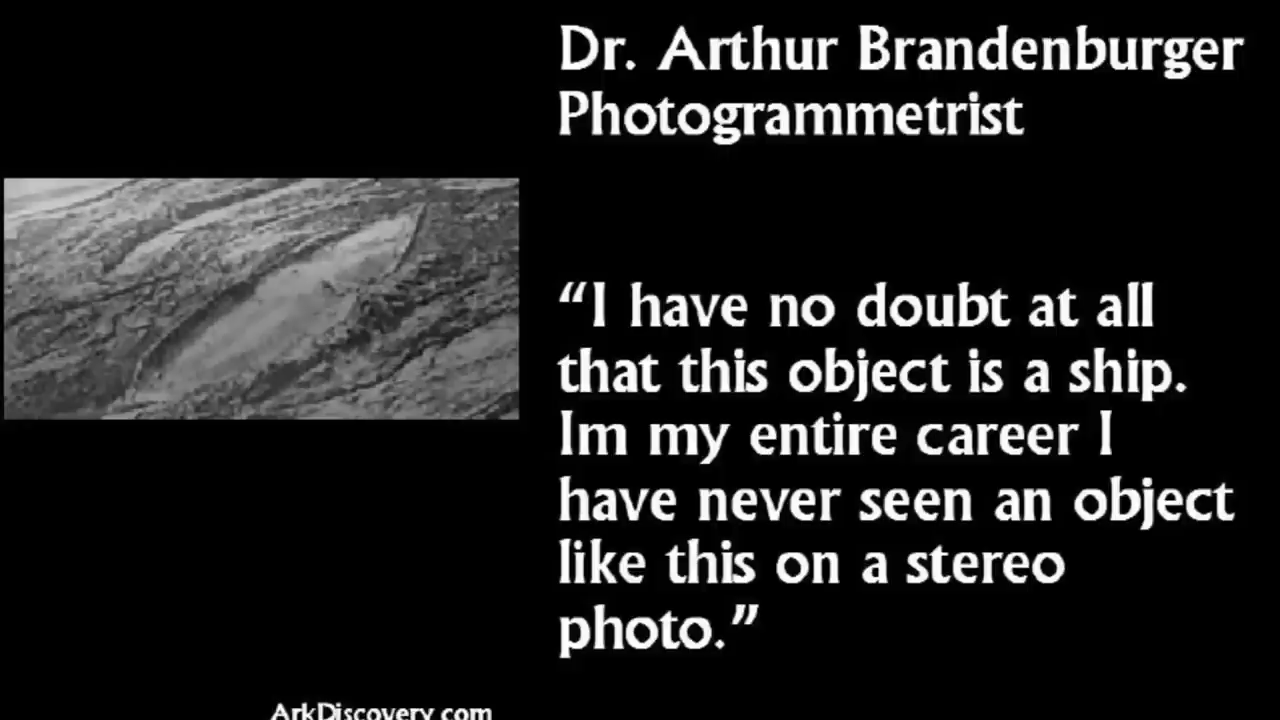 Dr. Arthur Brandenburger
Photogrammetrist
“I have no doubt at all
that this object is a ship.
Im my entire career I
have never seen an object
like this on a stereo
photo.”
ArkDiscovery.com